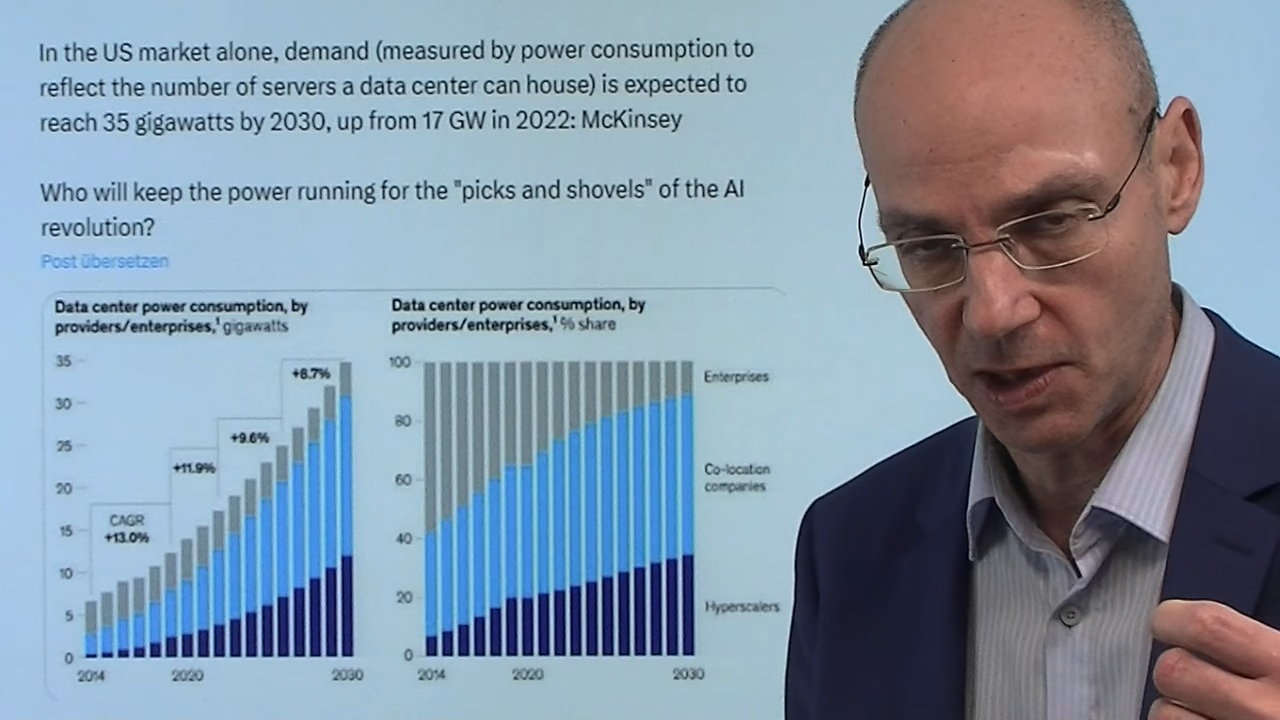 In the US market alone, demand (measured by power consumption to
reflect the number of servers a data center can house) is expected to
reach 35 gigawatts by 2030, up from 17 GW in 2022: McKinsey
Who will keep the power running for the "picks and shovels" of the AI
revolution?
Post übersetzen
Data center power consumption, by
providers/enterprises,¹ gigawatts
35
30
25
20
15
10
5
0
CAGR
+13.0%
+11.9%
+9.6%
+8.7%
2014
2020
2030
Data center power consumption, by
providers/enterprises,¹ % share
100
80
60
40
20
0
Enterprises
Co-location
companies
Hyperscalers
2014
2020
2030